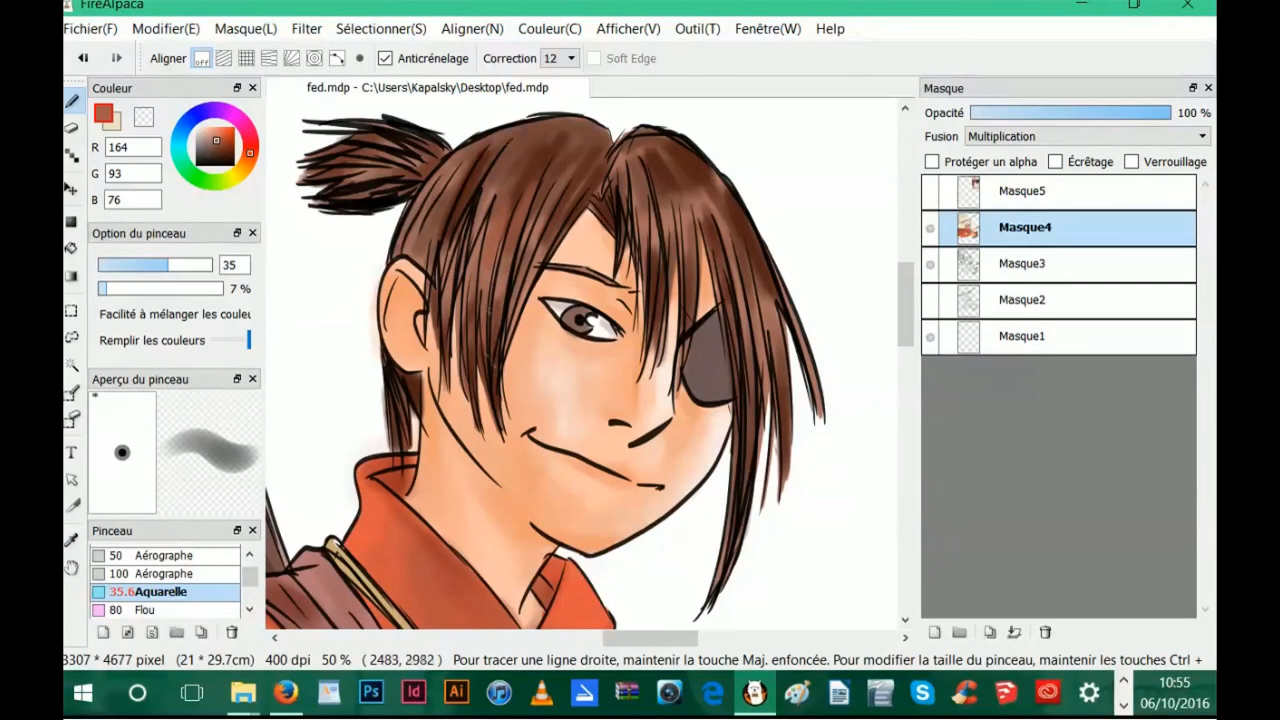 FireAlpaca
Fichier(F) Modifier(E) Masque(L) Filter Sélectionner(S) Aligner(N) Couleur(C) Afficher(V) Outil(T) Fenêtre(W) Help
Aligner off Anticrénelage Correction 12 Soft Edge
Couleur
fed.mdp - C:\Users\Kapalsky\Desktop\fed.mdp
Masque
R 164
G 93
B 76
Opacité 100 %
Fusion Multiplication
Protéger un alpha Écrêtage Verrouillage
Masque5
Masque4
Masque3
Masque2
Masque1
Option du pinceau
35
7 %
Facilité à mélanger les couleu
Remplir les couleurs
Aperçu du pinceau
*
Pinceau
50 Aérographe
100 Aérographe
35.6 Aquarelle
80 Flou
T
3307 * 4677 pixel (21 * 29.7cm) 400 dpi 50 % ( 2483, 2982 ) Pour tracer une ligne droite, maintenir la touche Maj. enfoncée. Pour modifier la taille du pinceau, maintenir les touches Ctrl +
Ps Id Ai
10:55
06/10/2016